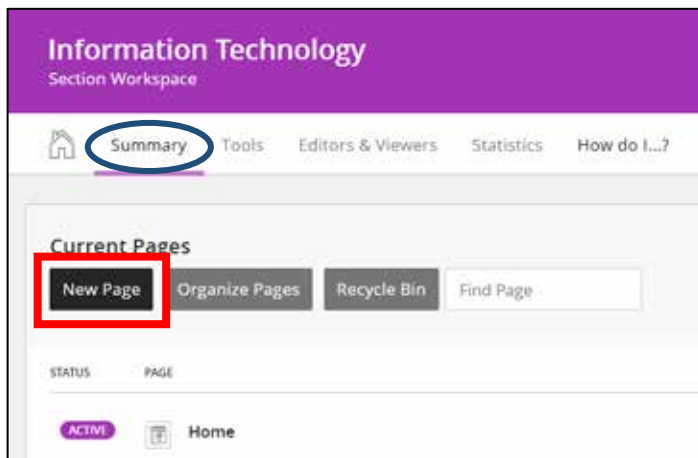 Information Technology
Section Workspace
Summary Tools Editors & Viewers Statistics How do I...?
Current Pages
New Page Organize Pages Recycle Bin Find Page
STATUS PAGE
ACTIVE Home